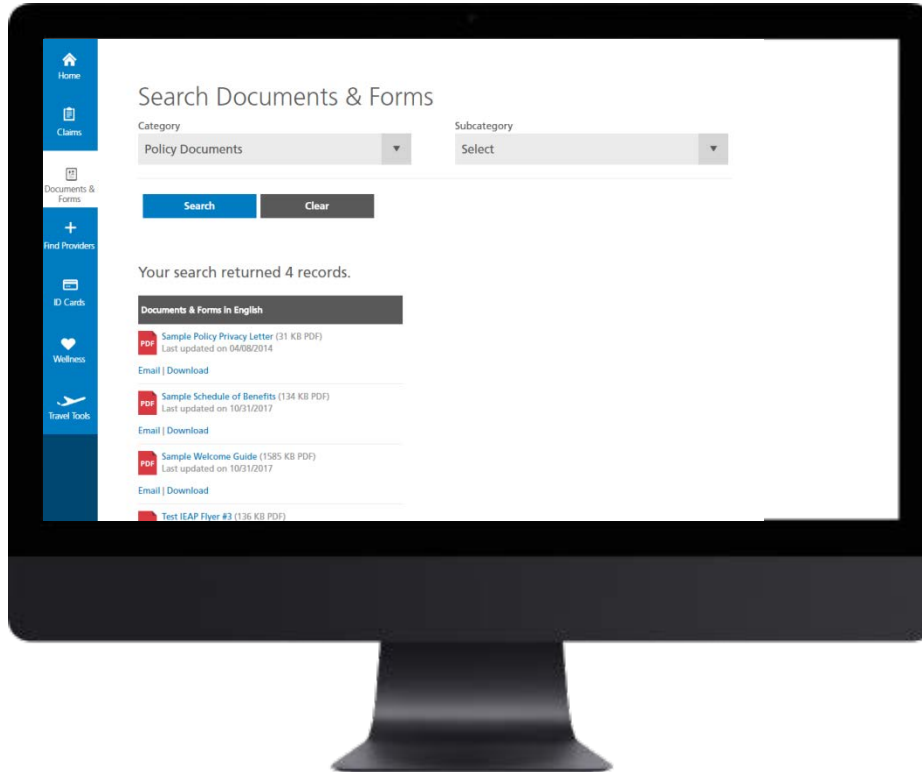 Home
Claims
Documents &
Forms
Find Providers
ID Cards
Wellness
Travel Tools
Search Documents & Forms
Category
Subcategory
Policy Documents
Select
Search
Clear
Your search returned 4 records.
Documents & Forms in English
PDF
Sample Policy Privacy Letter (31 KB PDF)
Last updated on 04/08/2014
Email | Download
PDF
Sample Schedule of Benefits (134 KB PDF)
Last updated on 10/31/2017
Email | Download
PDF
Sample Welcome Guide (1585 KB PDF)
Last updated on 10/31/2017
Email | Download
Test IEAP Flyer #3 (136 KB PDF)